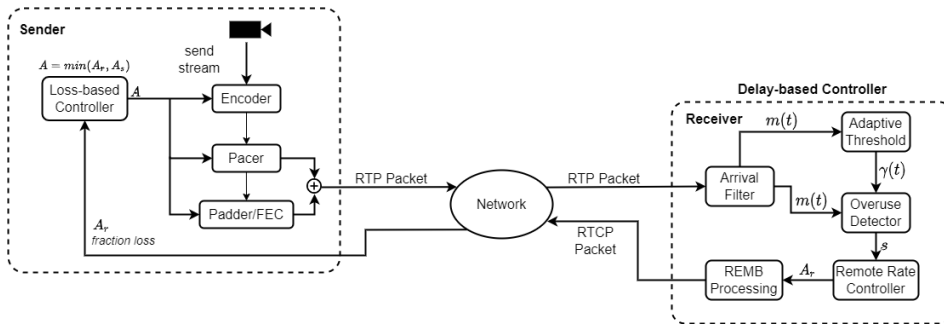 Sender
send
stream
A = min(A_r, A_s)
Loss-based
Controller
A
Encoder
Pacer
Padder/FEC
A_r
fraction loss
RTP Packet
Network
RTP Packet
RTCP
Packet
Delay-based Controller
Receiver
m(t)
Adaptive
Threshold
γ(t)
Arrival
Filter
m(t)
Overuse
Detector
s
REMB
Processing
A_r
Remote Rate
Controller